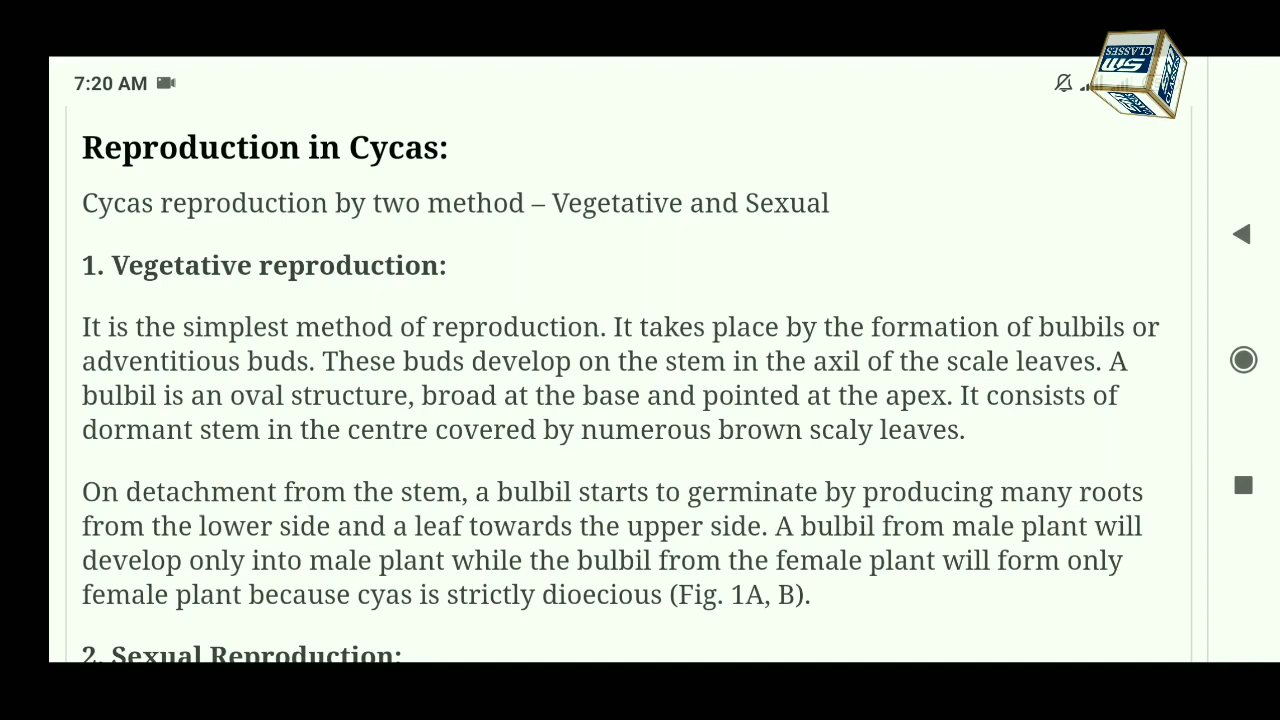 7:20 AM
CLASSES
Reproduction in Cycas:
Cycas reproduction by two method – Vegetative and Sexual
1. Vegetative reproduction:
It is the simplest method of reproduction. It takes place by the formation of bulbils or
adventitious buds. These buds develop on the stem in the axil of the scale leaves. A
bulbil is an oval structure, broad at the base and pointed at the apex. It consists of
dormant stem in the centre covered by numerous brown scaly leaves.
On detachment from the stem, a bulbil starts to germinate by producing many roots
from the lower side and a leaf towards the upper side. A bulbil from male plant will
develop only into male plant while the bulbil from the female plant will form only
female plant because cyas is strictly dioecious (Fig. 1A, B).
2. Sexual Reproduction: